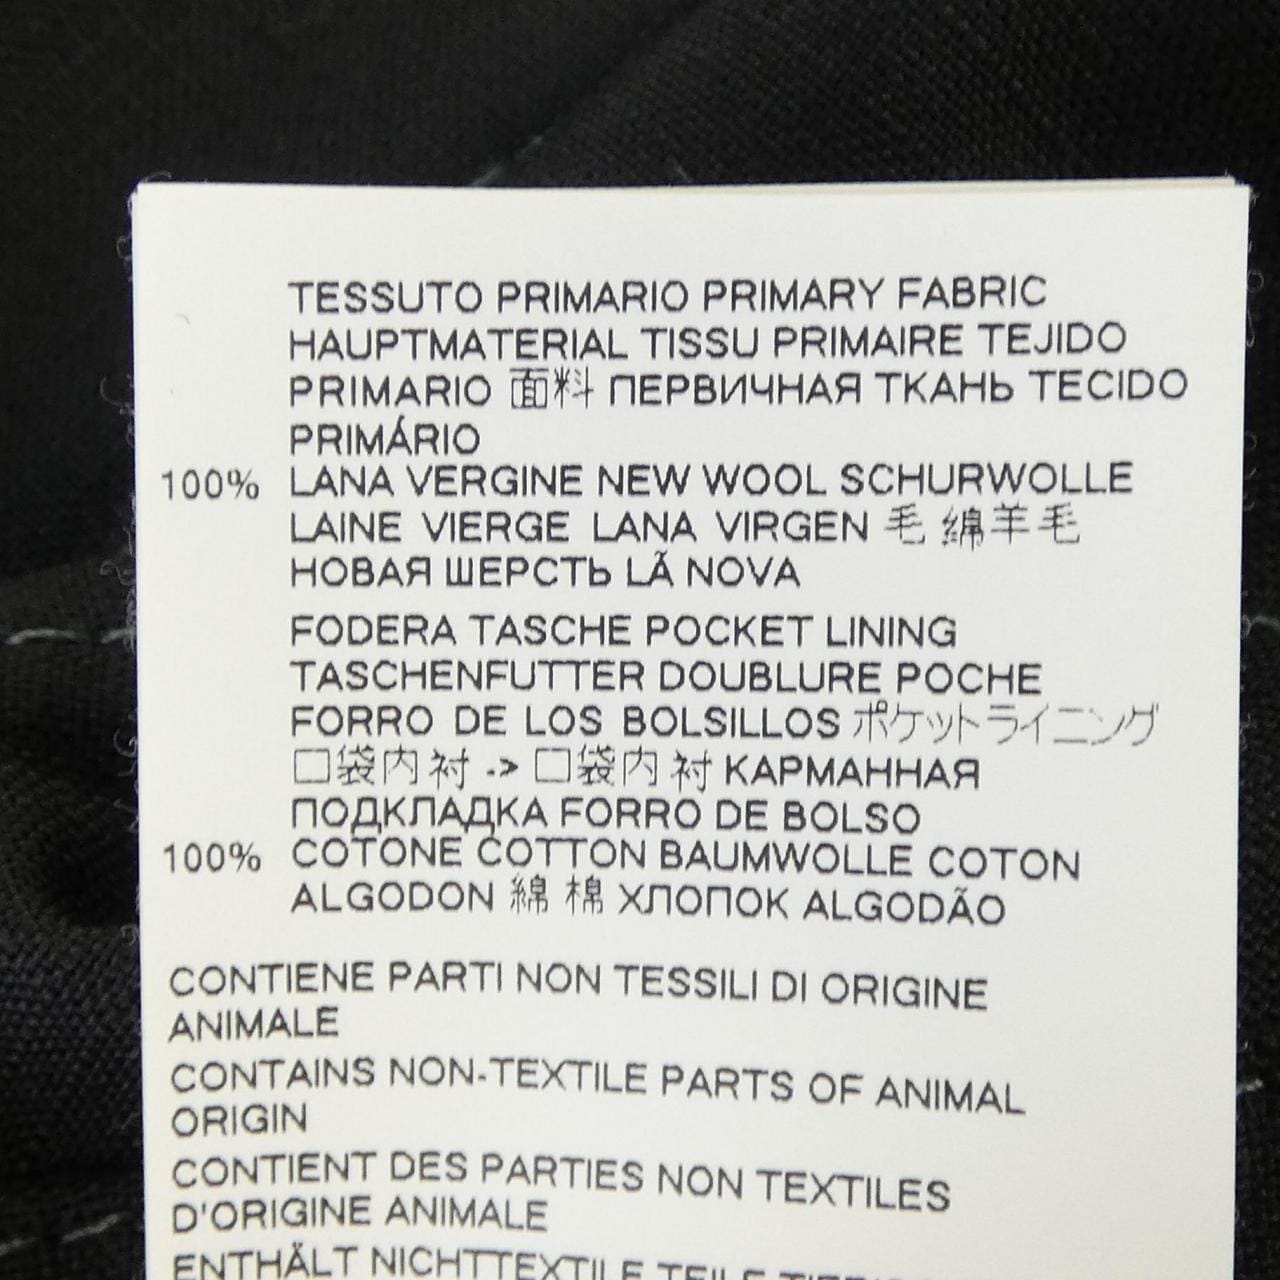 TESSUTO PRIMARIO PRIMARY FABRIC
HAUPTMATERIAL TISSU PRIMAIRE TEJIDO
PRIMARIO 面料 ПЕРВИЧНАЯ ТКАНЬ TECIDO
PRIMÁRIO
100% LANA VERGINE NEW WOOL SCHURWOLLE
LAINE VIERGE LANA VIRGEN 毛 绵羊毛
НОВАЯ ШЕРСТЬ LÃ NOVA
FODERA TASCHE POCKET LINING
TASCHENFUTTER DOUBLURE POCHE
FORRO DE LOS BOLSILLOS ポケットライニング
口袋内衬 -> 口袋内衬 КАРМАННАЯ
ПОДКЛАДКА FORRO DE BOLSO
100% COTONE COTTON BAUMWOLLE COTON
ALGODON 綿 棉 ХЛОПОК ALGODÃO
CONTIENE PARTI NON TESSILI DI ORIGINE
ANIMALE
CONTAINS NON-TEXTILE PARTS OF ANIMAL
ORIGIN
CONTIENT DES PARTIES NON TEXTILES
D'ORIGINE ANIMALE
ENTHÄLT NICHTTEXTILE TEILE